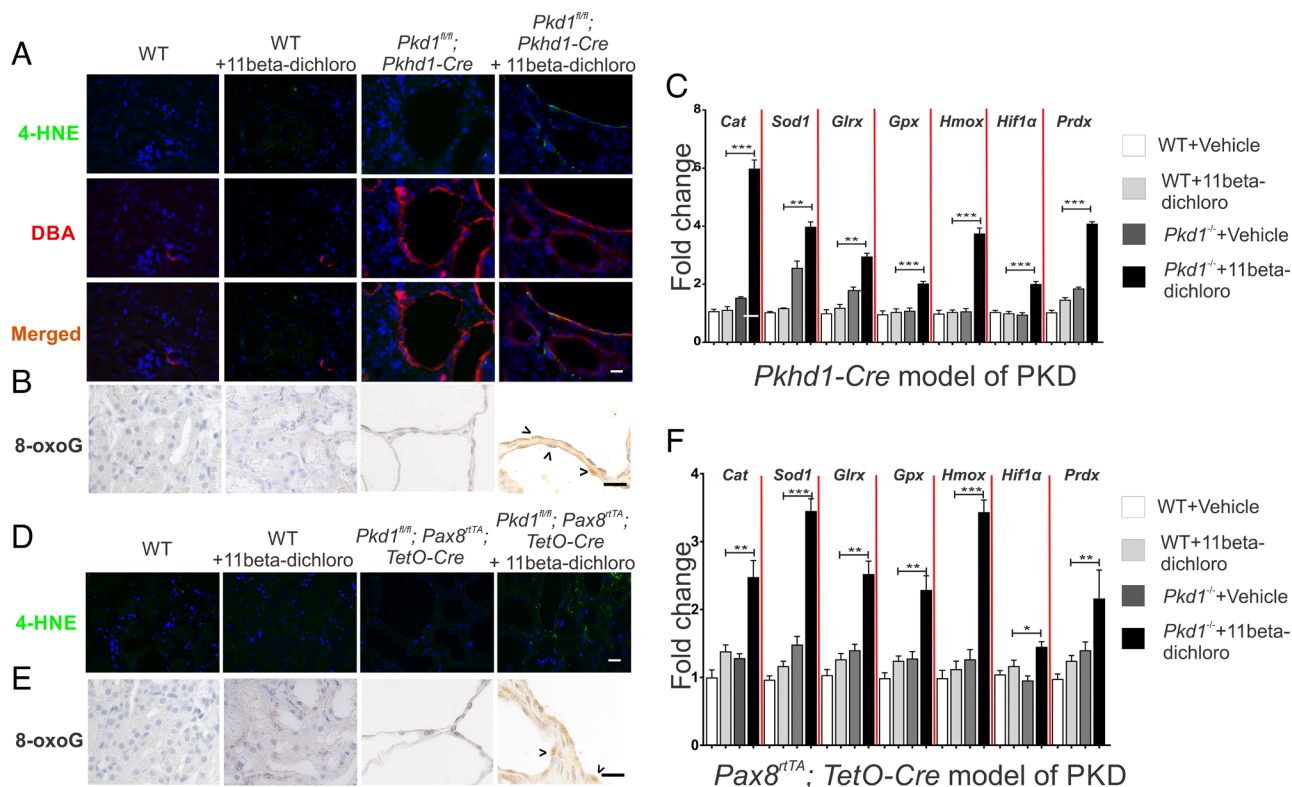 A
WT
WT
+11beta-dichloro
Pkd1fl/fl;
Pkhd1-Cre
Pkd1fl/fl;
Pkhd1-Cre
+ 11beta-dichloro
4-HNE
DBA
Merged
B
8-oxoG
C
Fold change
8
6
4
2
0
Cat
Sod1
Glrx
Gpx
Hmox
Hif1α
Prdx
***
**
**
***
***
***
***
Pkhd1-Cre model of PKD
WT+Vehicle
WT+11beta-
dichloro
Pkd1-/-+Vehicle
Pkd1-/-+11beta-
dichloro
D
WT
WT
+11beta-dichloro
Pkd1fl/fl; Pax8rtTA;
TetO-Cre
Pkd1fl/fl; Pax8rtTA;
TetO-Cre
+ 11beta-dichloro
4-HNE
E
8-oxoG
F
Fold change
4
3
2
1
0
Cat
Sod1
Glrx
Gpx
Hmox
Hif1α
Prdx
**
***
**
**
***
*
**
Pax8rtTA; TetO-Cre model of PKD
WT+Vehicle
WT+11beta-
dichloro
Pkd1-/-+Vehicle
Pkd1-/-+11beta-
dichloro